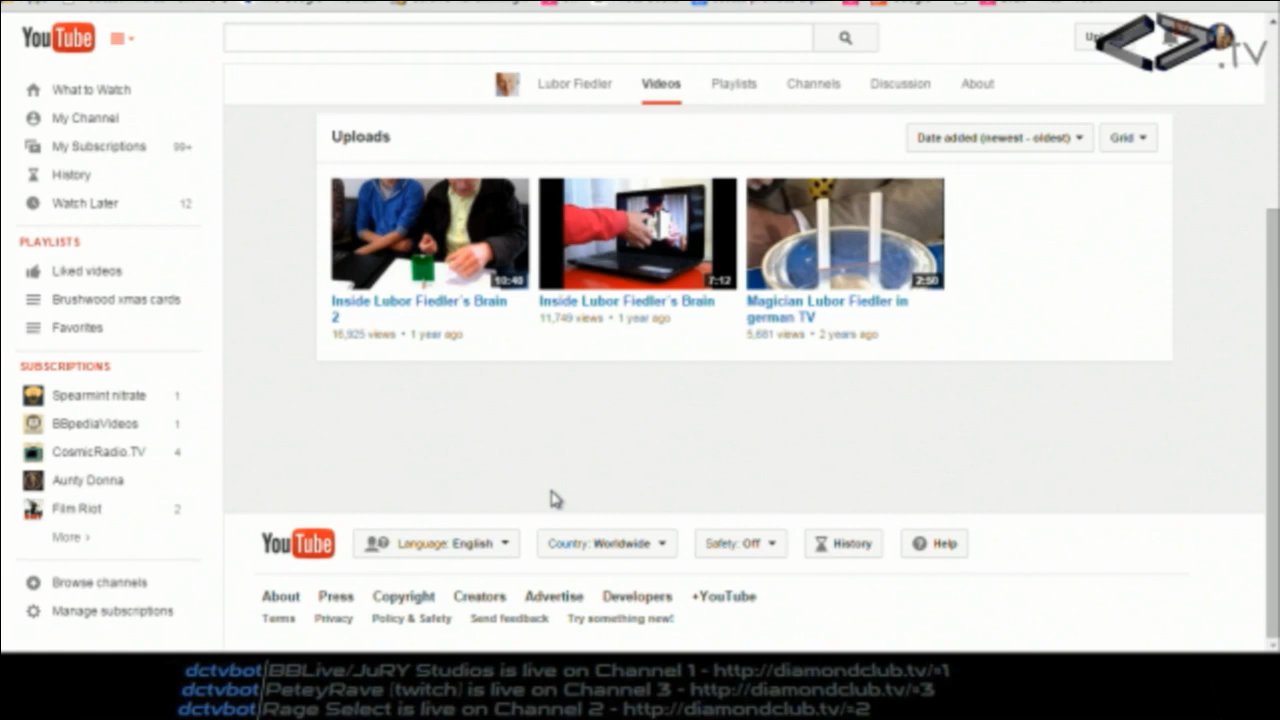 YouTube
.TV
What to Watch
My Channel
My Subscriptions 99+
History
Watch Later 12
PLAYLISTS
Liked videos
Brushwood xmas cards
Favorites
SUBSCRIPTIONS
Spearmint nitrate 1
BBpediaVideos 1
CosmicRadio.TV 4
Aunty Donna
Film Riot 2
More ›
Browse channels
Manage subscriptions
Lubor Fiedler Videos Playlists Channels Discussion About
Uploads Date added (newest - oldest) Grid
10:40 7:12 2:50
Inside Lubor Fiedler´s Brain
2
16,925 views • 1 year ago
Inside Lubor Fiedler´s Brain
11,749 views • 1 year ago
Magician Lubor Fiedler in
german TV
5,681 views • 2 years ago
YouTube Language: English Country: Worldwide Safety: Off History Help
About Press Copyright Creators Advertise Developers +YouTube
Terms Privacy Policy & Safety Send feedback Try something new!
dctvbot|BBLive/JuRY Studios is live on Channel 1 - http://diamondclub.tv/=1
dctvbot|PeteyRave (twitch) is live on Channel 3 - http://diamondclub.tv/=3
dctvbot|Rage Select is live on Channel 2 - http://diamondclub.tv/=2